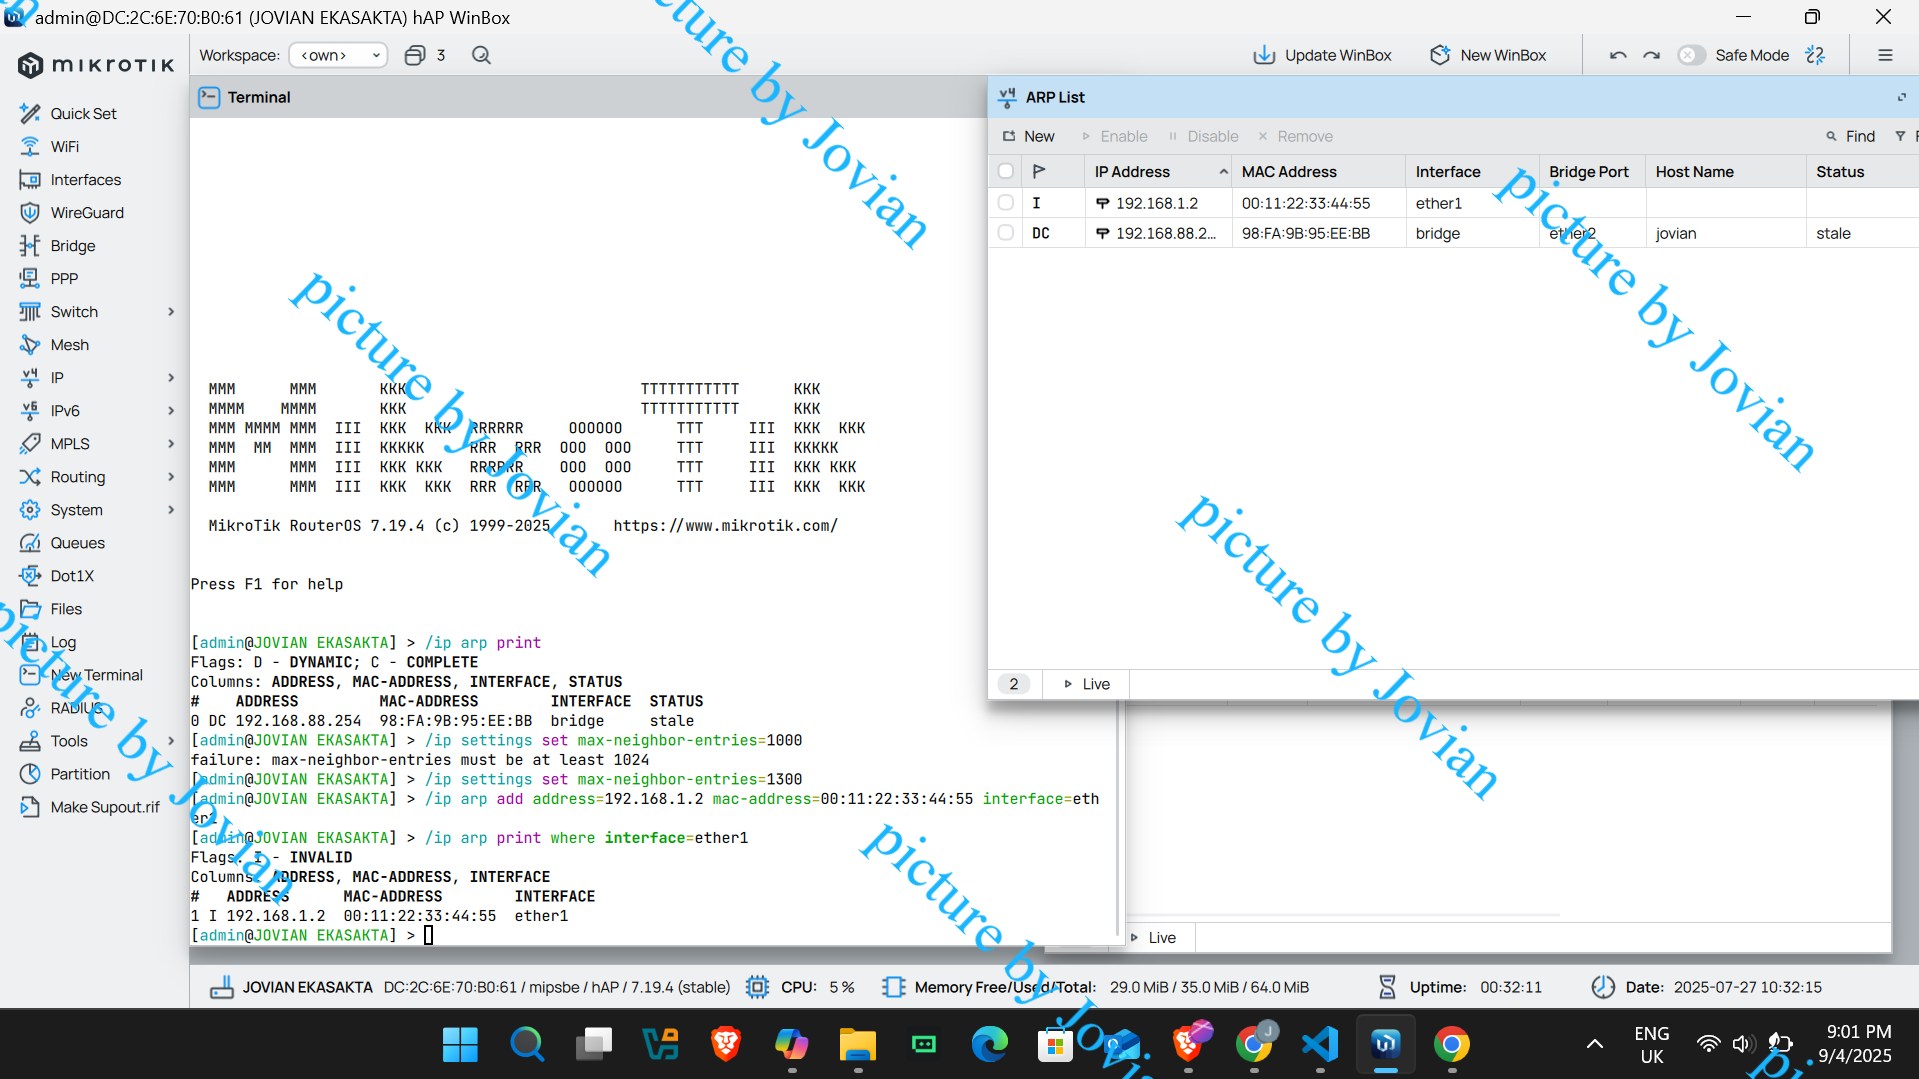 admin@DC:2C:6E:70:B0:61 (JOVIAN EKASAKTA) hAP WinBox
MikroTik
Workspace: <own> 3
Update WinBox New WinBox Safe Mode
Quick Set
WiFi
Interfaces
WireGuard
Bridge
PPP
Switch
Mesh
IP
IPv6
MPLS
Routing
System
Queues
Dot1X
Files
Log
New Terminal
RADIUS
Tools
Partition
Make Supout.rif
Terminal
MMM      MMM       KKK                          TTTTTTTTTTT      KKK
MMMM    MMMM       KKK                          TTTTTTTTTTT      KKK
MMM MMMM MMM  III  KKK  KKK  RRRRRR     OOOOOO      TTT     III  KKK  KKK
MMM  MM  MMM  III  KKKKK     RRR  RRR  OOO  OOO     TTT     III  KKKKK
MMM      MMM  III  KKK KKK   RRRRRR    OOO  OOO     TTT     III  KKK KKK
MMM      MMM  III  KKK  KKK  RRR  RRR   OOOOOO      TTT     III  KKK  KKK
MikroTik RouterOS 7.19.4 (c) 1999-2025       https://www.mikrotik.com/
Press F1 for help
[admin@JOVIAN EKASAKTA] > /ip arp print
Flags: D - DYNAMIC; C - COMPLETE
Columns: ADDRESS, MAC-ADDRESS, INTERFACE, STATUS
#    ADDRESS         MAC-ADDRESS        INTERFACE  STATUS
0 DC 192.168.88.254  98:FA:9B:95:EE:BB  bridge     stale
[admin@JOVIAN EKASAKTA] > /ip settings set max-neighbor-entries=1000
failure: max-neighbor-entries must be at least 1024
[admin@JOVIAN EKASAKTA] > /ip settings set max-neighbor-entries=1300
[admin@JOVIAN EKASAKTA] > /ip arp add address=192.168.1.2 mac-address=00:11:22:33:44:55 interface=eth
er1
[admin@JOVIAN EKASAKTA] > /ip arp print where interface=ether1
Flags: I - INVALID
Columns: ADDRESS, MAC-ADDRESS, INTERFACE
#   ADDRESS      MAC-ADDRESS        INTERFACE
1 I 192.168.1.2  00:11:22:33:44:55  ether1
[admin@JOVIAN EKASAKTA] >
v4 ARP List
New Enable Disable Remove Find
IP Address MAC Address Interface Bridge Port Host Name Status
I 192.168.1.2 00:11:22:33:44:55 ether1
DC 192.168.88.2... 98:FA:9B:95:EE:BB bridge ether2 jovian stale
2 Live
Live
JOVIAN EKASAKTA DC:2C:6E:70:B0:61 / mipsbe / hAP / 7.19.4 (stable) CPU: 5 % Memory Free/Used/Total: 29.0 MiB / 35.0 MiB / 64.0 MiB Uptime: 00:32:11 Date: 2025-07-27 10:32:15
ENG
UK
9:01 PM
9/4/2025
picture by Jovian
picture by Jovian
picture by Jovian
picture by Jovian
picture by Jovian
picture by Jovian